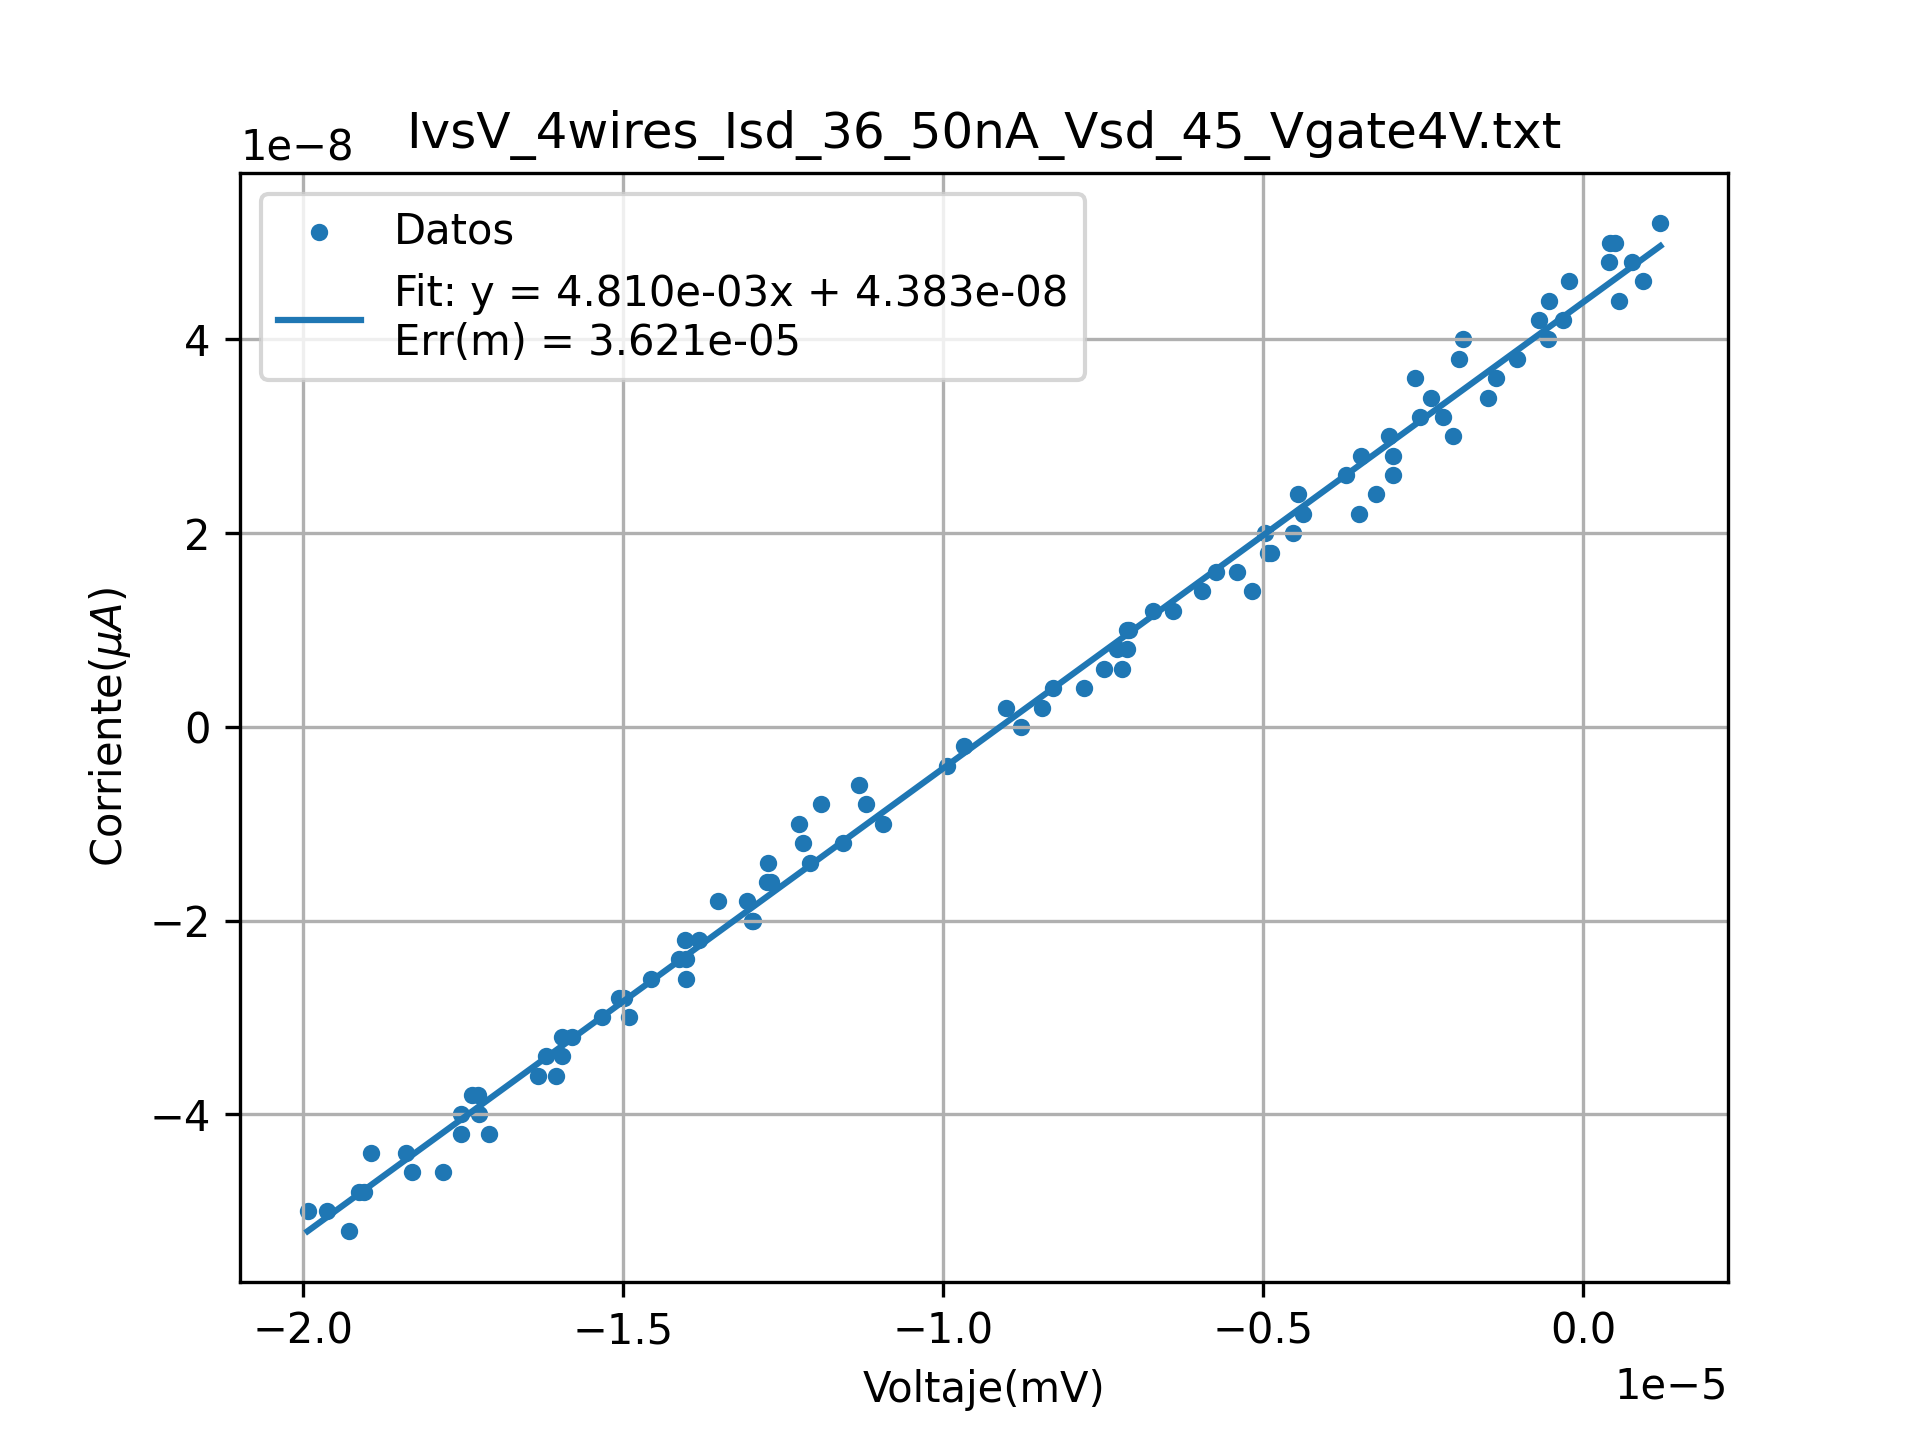 IvsV_4wires_Isd_36_50nA_Vsd_45_Vgate4V.txt
1e−8
Datos
Fit: y = 4.810e-03x + 4.383e-08
Err(m) = 3.621e-05
4
2
0
−2
−4
Corriente(μA)
−2.0 −1.5 −1.0 −0.5 0.0
Voltaje(mV)
1e−5